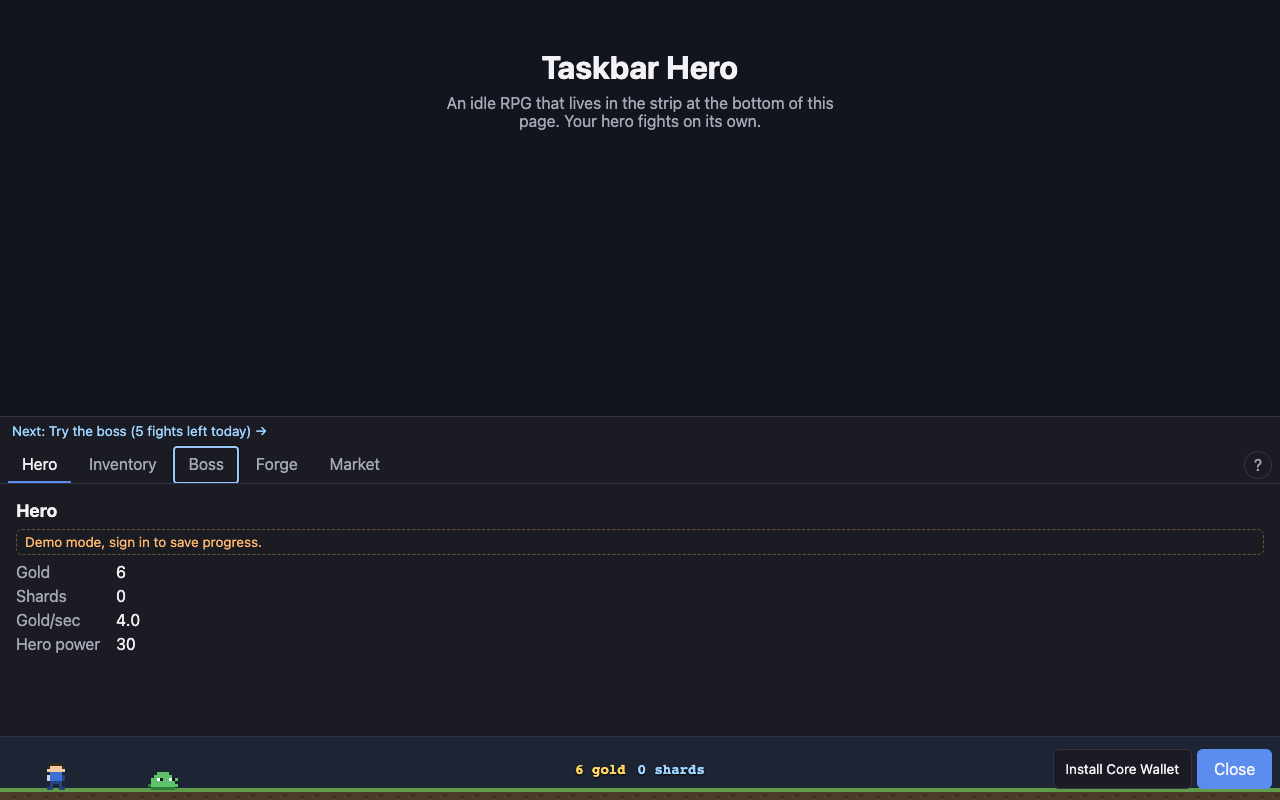 Taskbar Hero
An idle RPG that lives in the strip at the bottom of this
page. Your hero fights on its own.
Next: Try the boss (5 fights left today) →
Hero Inventory Boss Forge Market ?
Hero
Demo mode, sign in to save progress.
Gold 6
Shards 0
Gold/sec 4.0
Hero power 30
6 gold 0 shards Install Core Wallet Close